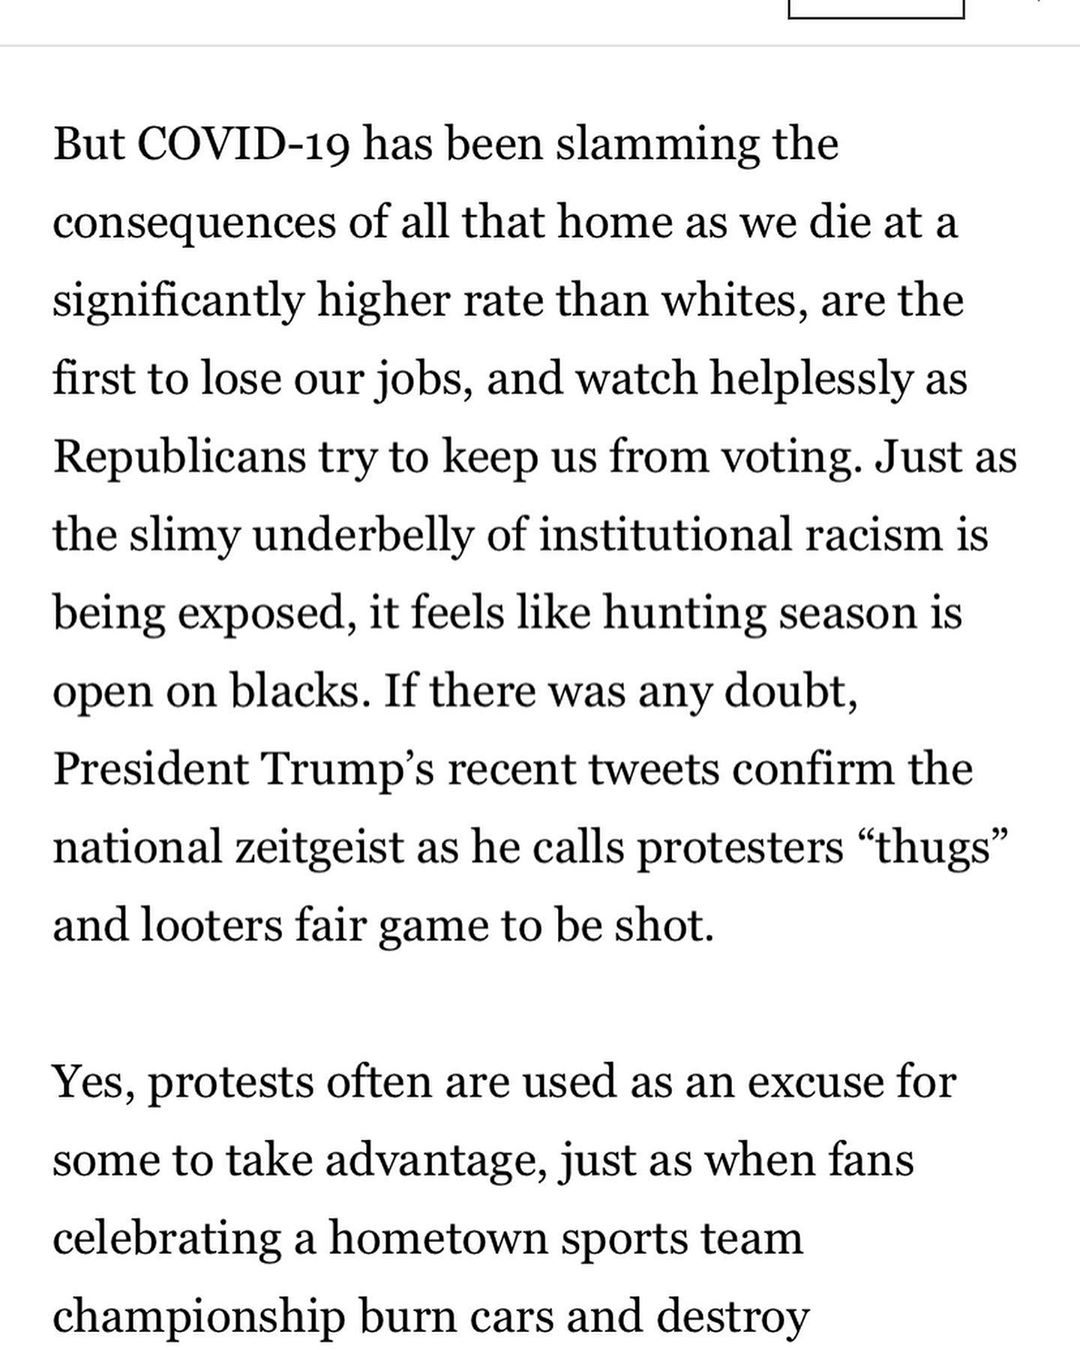 But COVID-19 has been slamming the
consequences of all that home as we die at a
significantly higher rate than whites, are the
first to lose our jobs, and watch helplessly as
Republicans try to keep us from voting. Just as
the slimy underbelly of institutional racism is
being exposed, it feels like hunting season is
open on blacks. If there was any doubt,
President Trump’s recent tweets confirm the
national zeitgeist as he calls protesters “thugs”
and looters fair game to be shot.
Yes, protests often are used as an excuse for
some to take advantage, just as when fans
celebrating a hometown sports team
championship burn cars and destroy